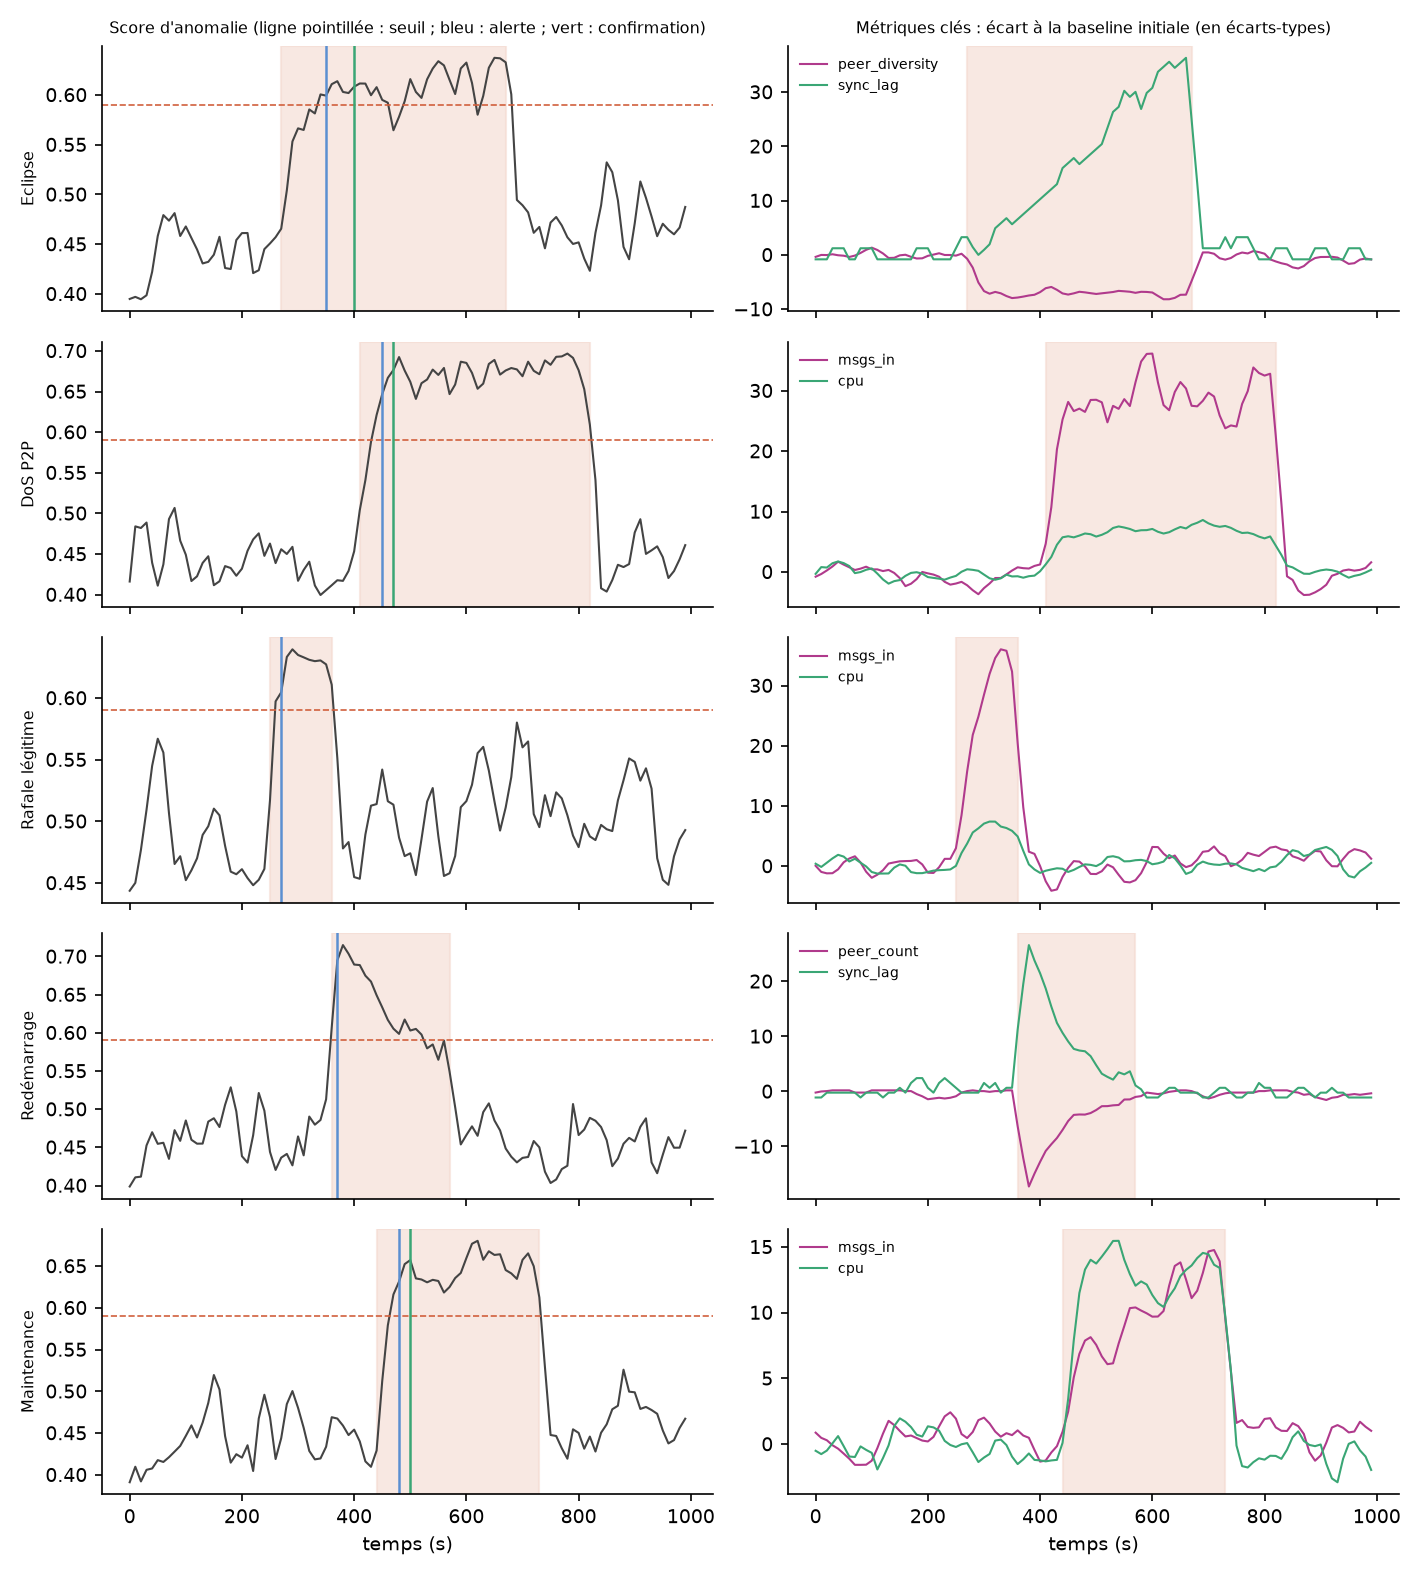 Score d'anomalie (ligne pointillée : seuil ; bleu : alerte ; vert : confirmation)
Métriques clés : écart à la baseline initiale (en écarts-types)
Eclipse
0.60
0.55
0.50
0.45
0.40
peer_diversity
sync_lag
30
20
10
0
−10
DoS P2P
0.70
0.65
0.60
0.55
0.50
0.45
0.40
msgs_in
cpu
30
20
10
0
Rafale légitime
0.60
0.55
0.50
0.45
msgs_in
cpu
30
20
10
0
Redémarrage
0.70
0.65
0.60
0.55
0.50
0.45
0.40
peer_count
sync_lag
20
10
0
−10
Maintenance
0.65
0.60
0.55
0.50
0.45
0.40
0 200 400 600 800 1000
temps (s)
msgs_in
cpu
15
10
5
0
0 200 400 600 800 1000
temps (s)